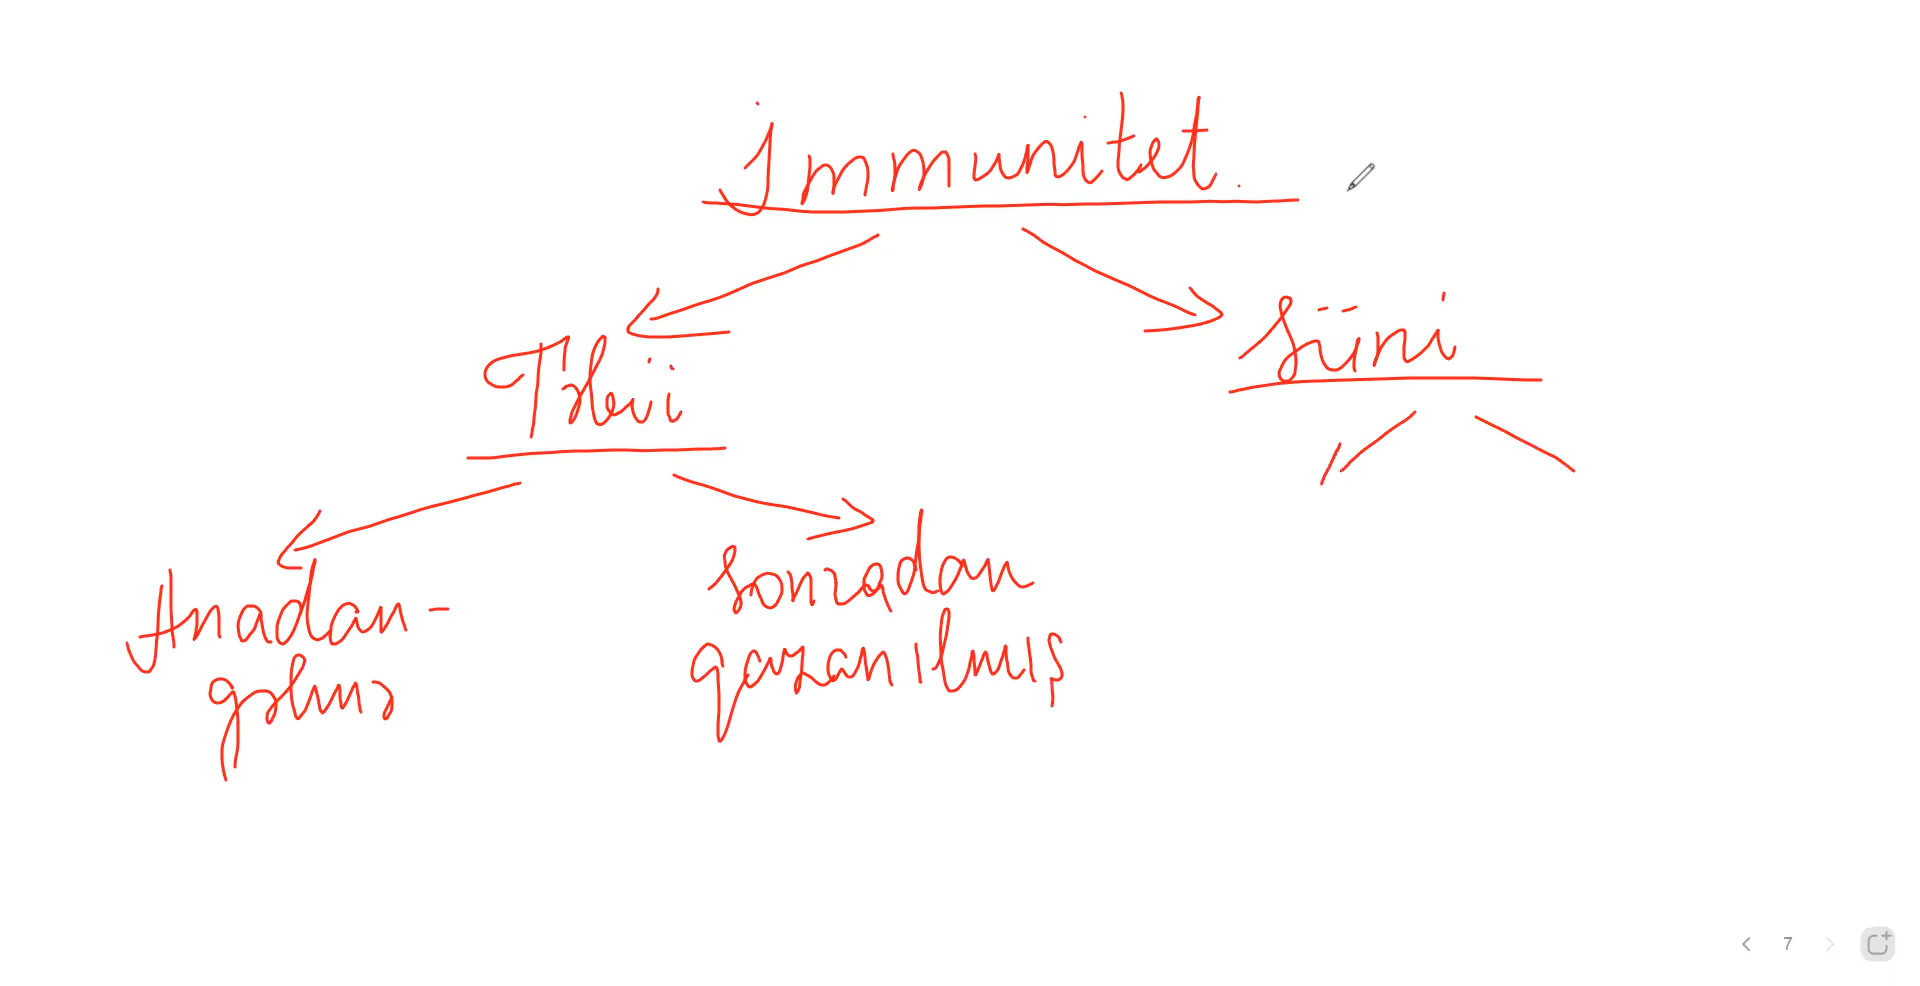 İmmunitet.
Təbii
Süni
Anadan-
gəlmə
sonradan
qazanılmış
7